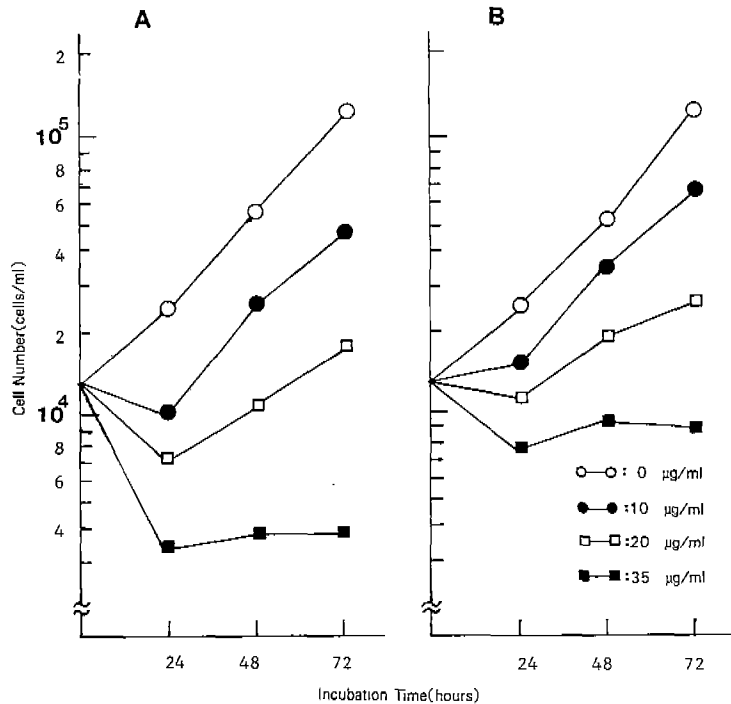 A
B
2
10⁵
8
6
4
2
10⁴
8
6
4
Cell Number(cells/ml)
: 0 μg/ml
:10 μg/ml
:20 μg/ml
:35 μg/ml
24
48
72
24
48
72
Incubation Time(hours)